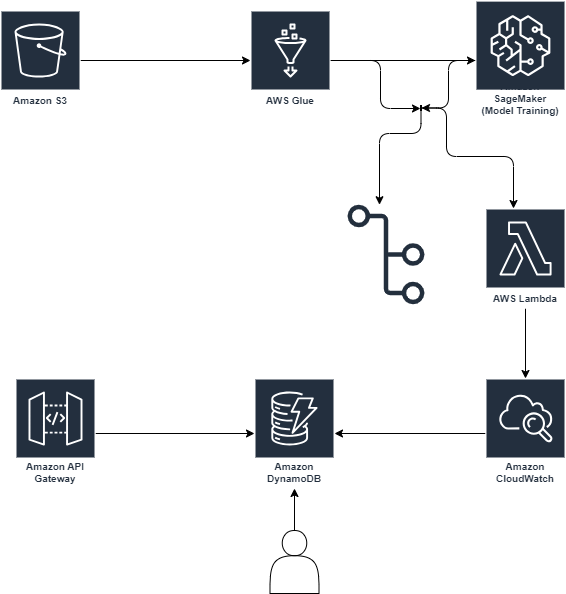 Amazon S3
AWS Glue
SageMaker
(Model Training)
AWS Lambda
Amazon API
Gateway
Amazon
DynamoDB
Amazon
CloudWatch